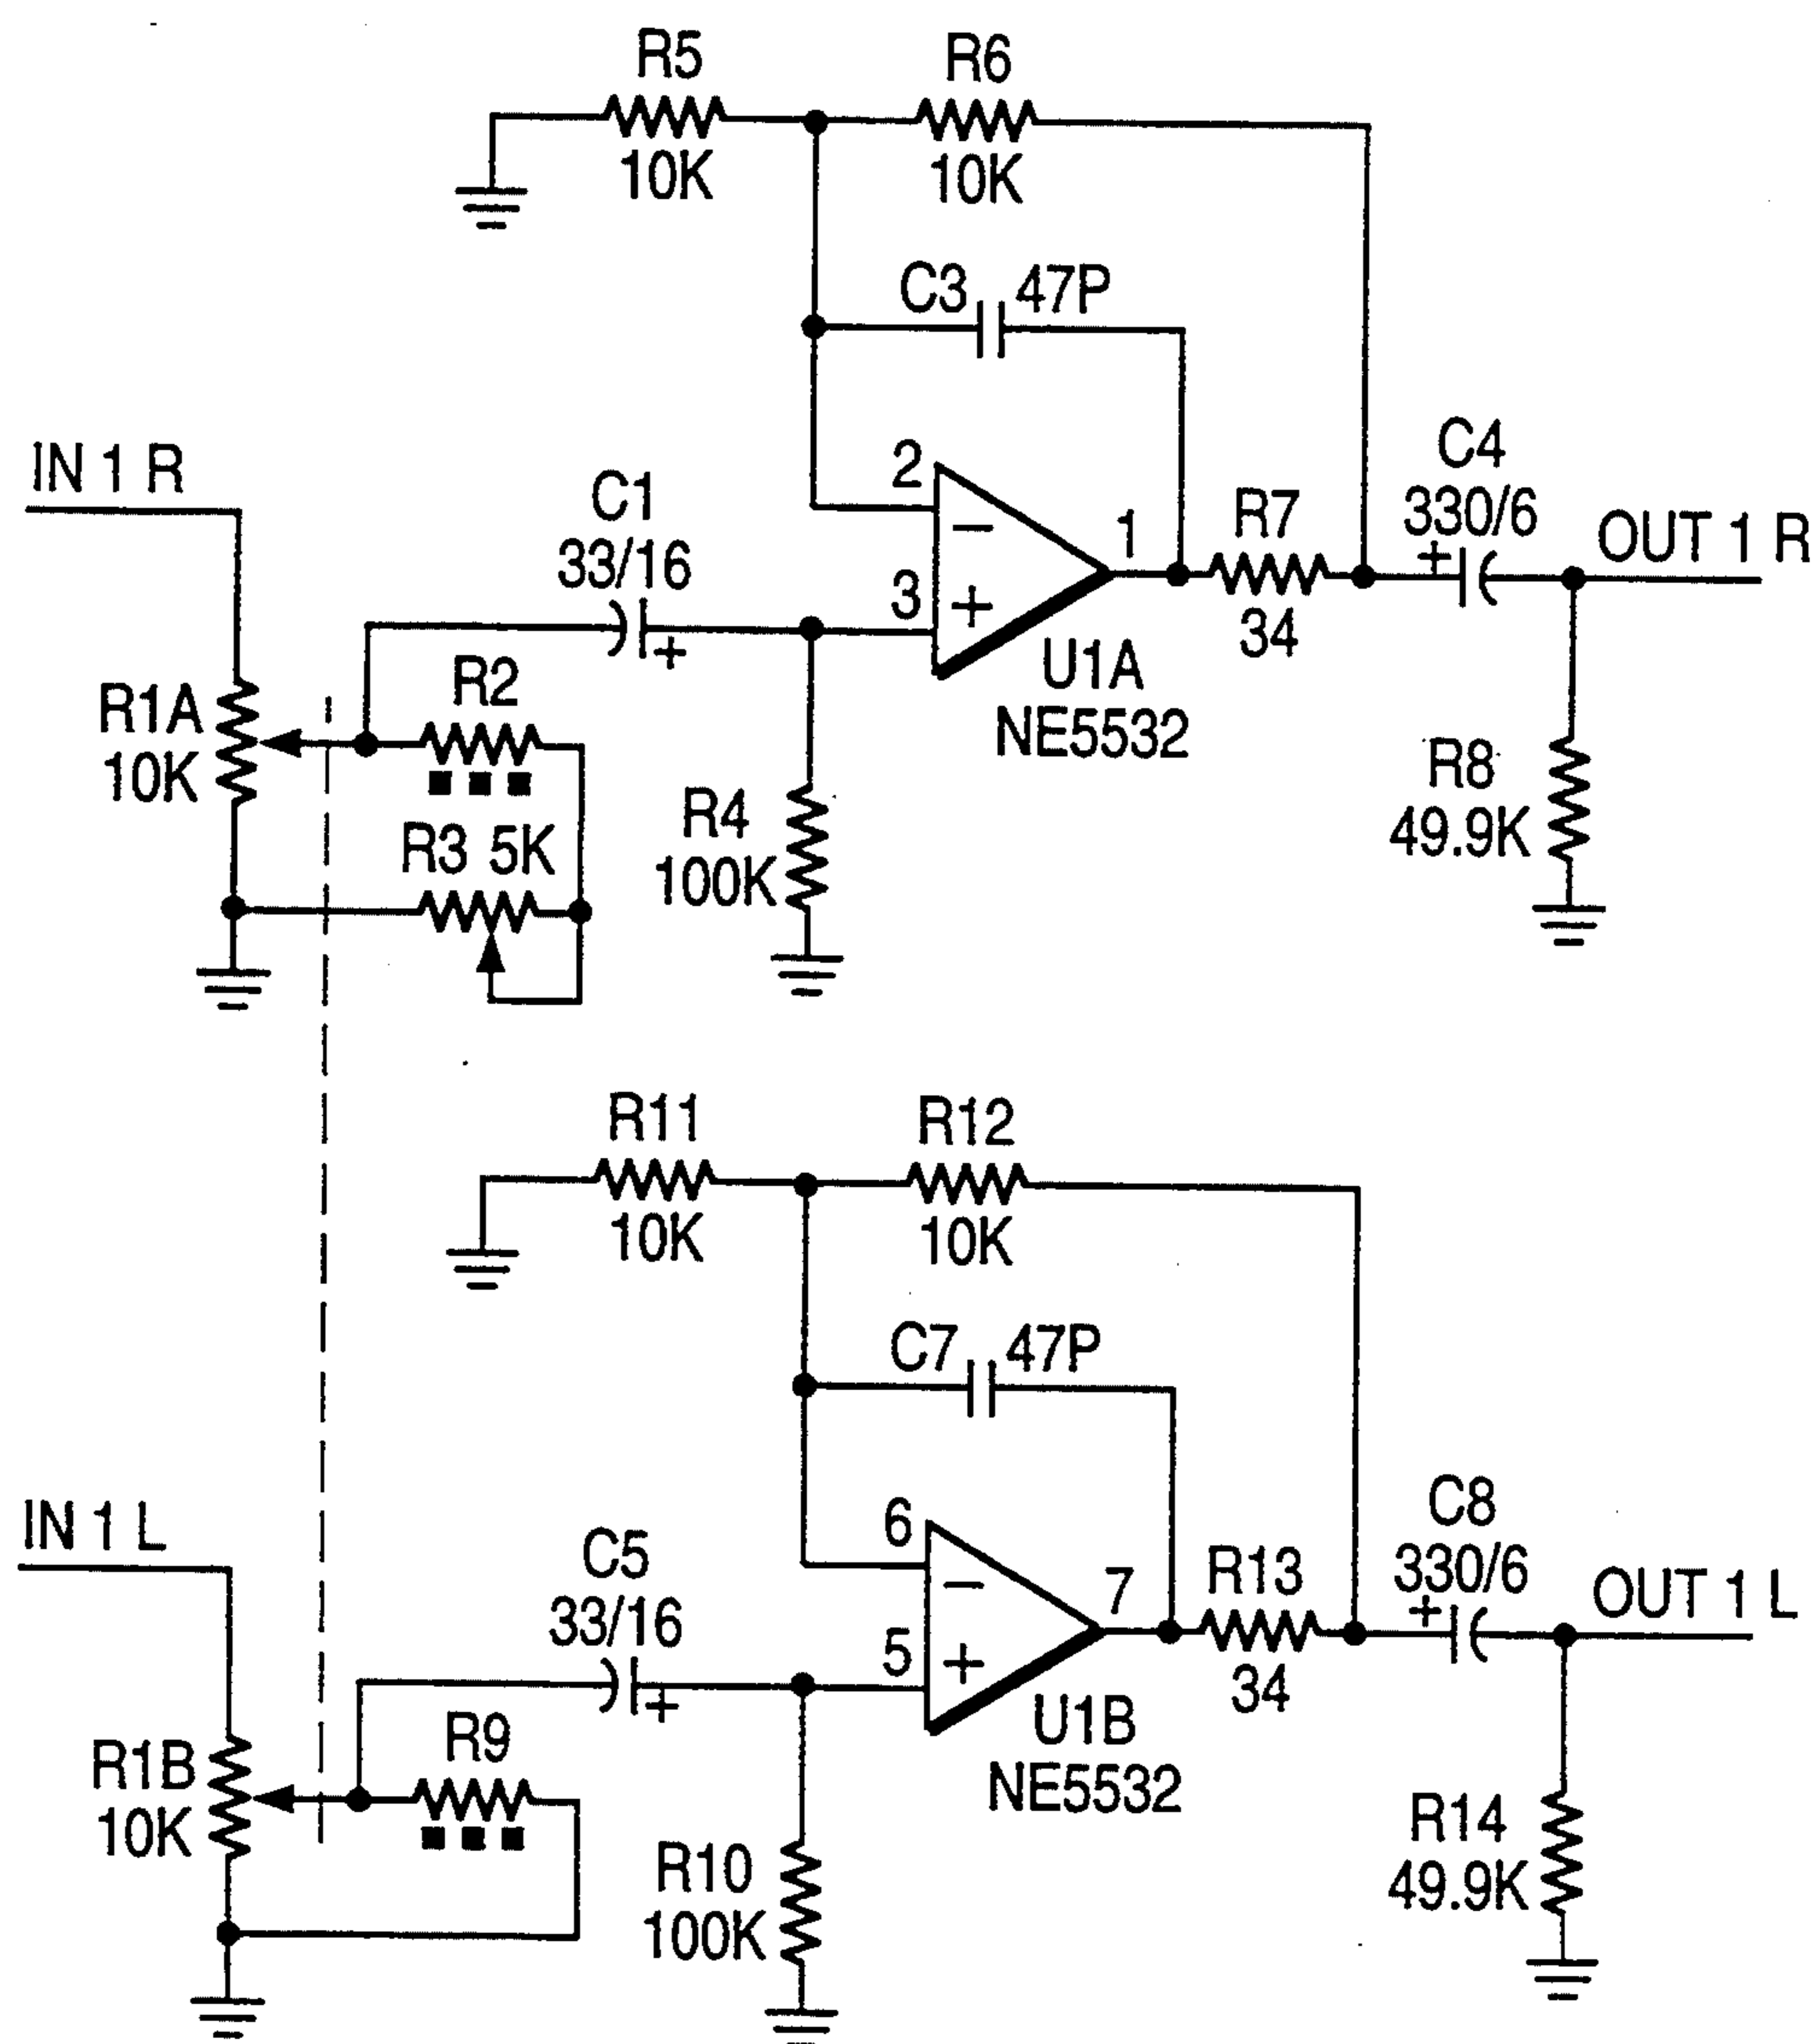 R5
10K
R6
10K
C3 47P
IN 1 R
C1
33/16
2
−
3
+
1
U1A
NE5532
R7
34
C4
330/6
+
OUT 1 R
+
R1A
10K
R2
R3 5K
R4
100K
R8
49.9K
R11
10K
R12
10K
C7 47P
IN 1 L
C5
33/16
6
−
5
+
7
U1B
NE5532
R13
34
C8
330/6
+
OUT 1 L
+
R1B
10K
R9
R10
100K
R14
49.9K